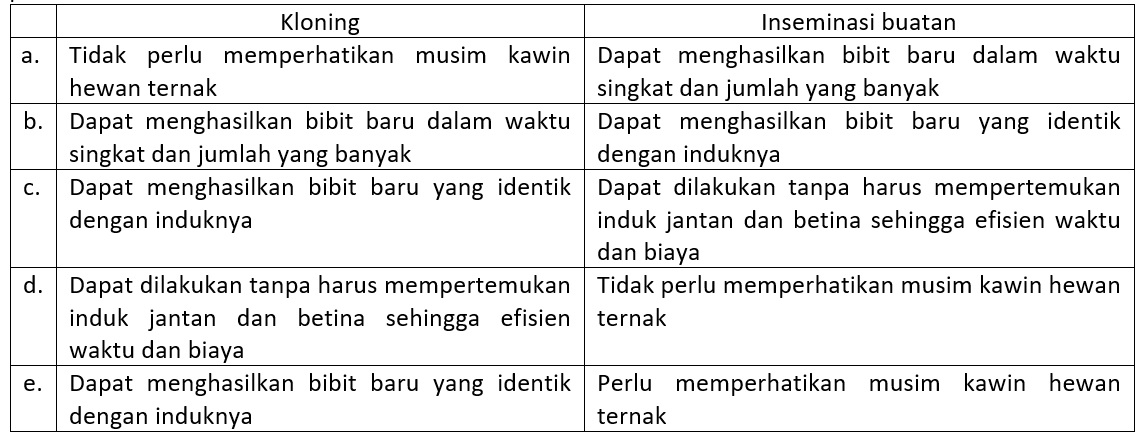 Kloning Inseminasi buatan
a. Tidak perlu memperhatikan musim kawin Dapat menghasilkan bibit baru dalam waktu
hewan ternak singkat dan jumlah yang banyak
b. Dapat menghasilkan bibit baru dalam waktu Dapat menghasilkan bibit baru yang identik
singkat dan jumlah yang banyak dengan induknya
c. Dapat menghasilkan bibit baru yang identik Dapat dilakukan tanpa harus mempertemukan
dengan induknya induk jantan dan betina sehingga efisien waktu
dan biaya
d. Dapat dilakukan tanpa harus mempertemukan Tidak perlu memperhatikan musim kawin hewan
induk jantan dan betina sehingga efisien ternak
waktu dan biaya
e. Dapat menghasilkan bibit baru yang identik Perlu memperhatikan musim kawin hewan
dengan induknya ternak